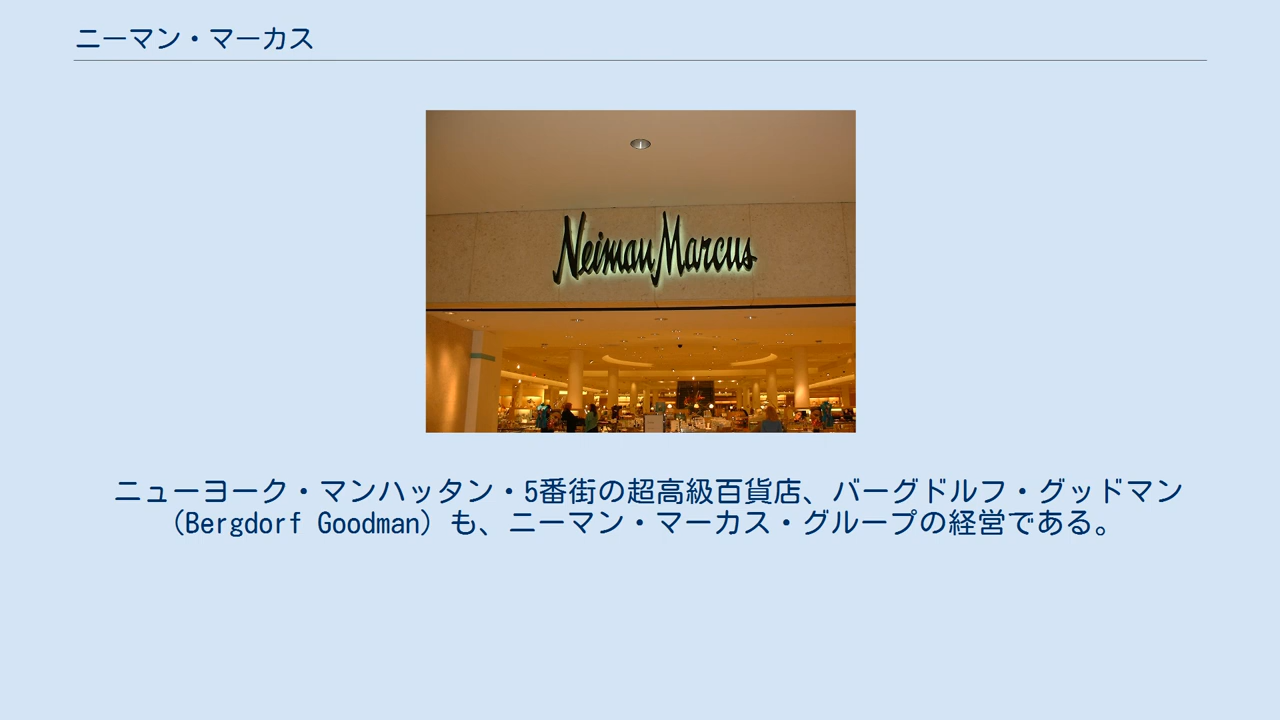 ニーマン・マーカス
Neiman Marcus
ニューヨーク・マンハッタン・5番街の超高級百貨店、バーグドルフ・グッドマン
（Bergdorf Goodman）も、ニーマン・マーカス・グループの経営である。